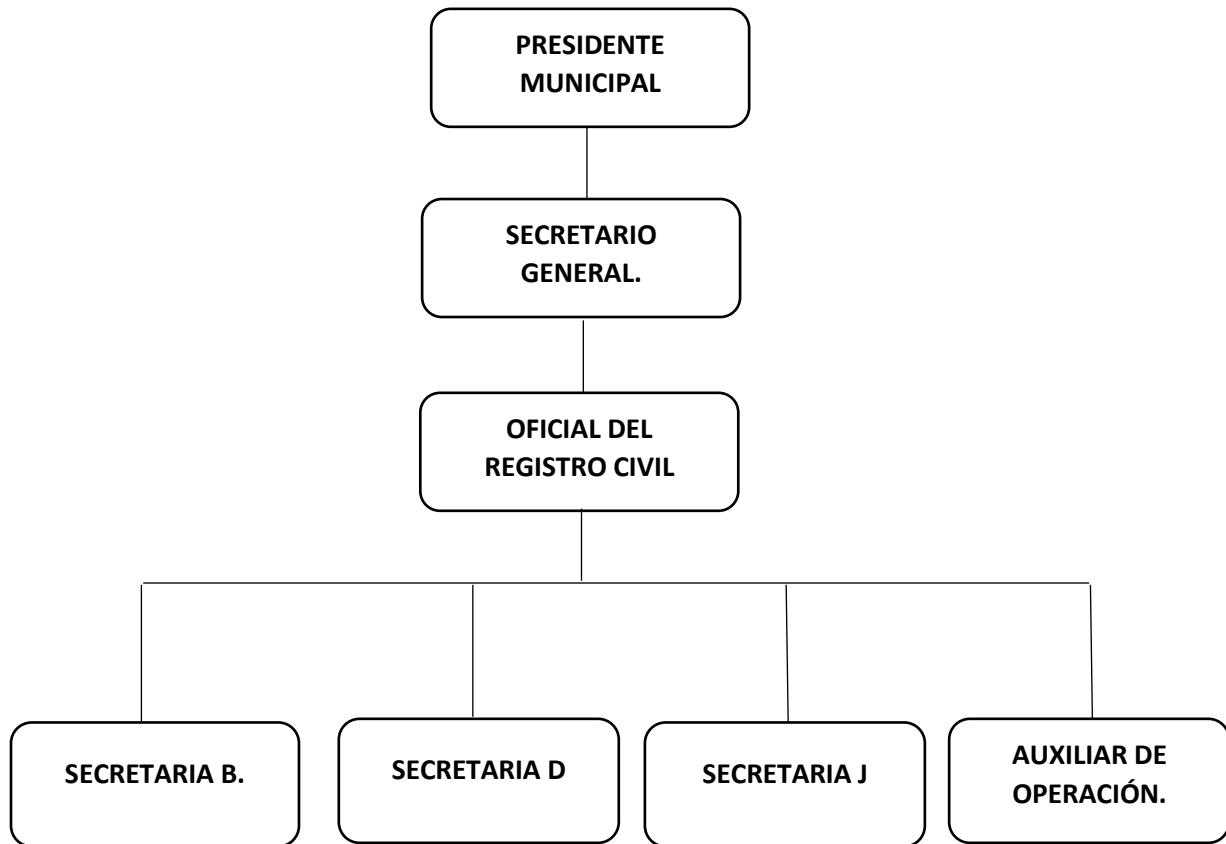 PRESIDENTE
MUNICIPAL
SECRETARIO
GENERAL.
OFICIAL DEL
REGISTRO CIVIL
SECRETARIA B.
SECRETARIA D
SECRETARIA J
AUXILIAR DE
OPERACIÓN.